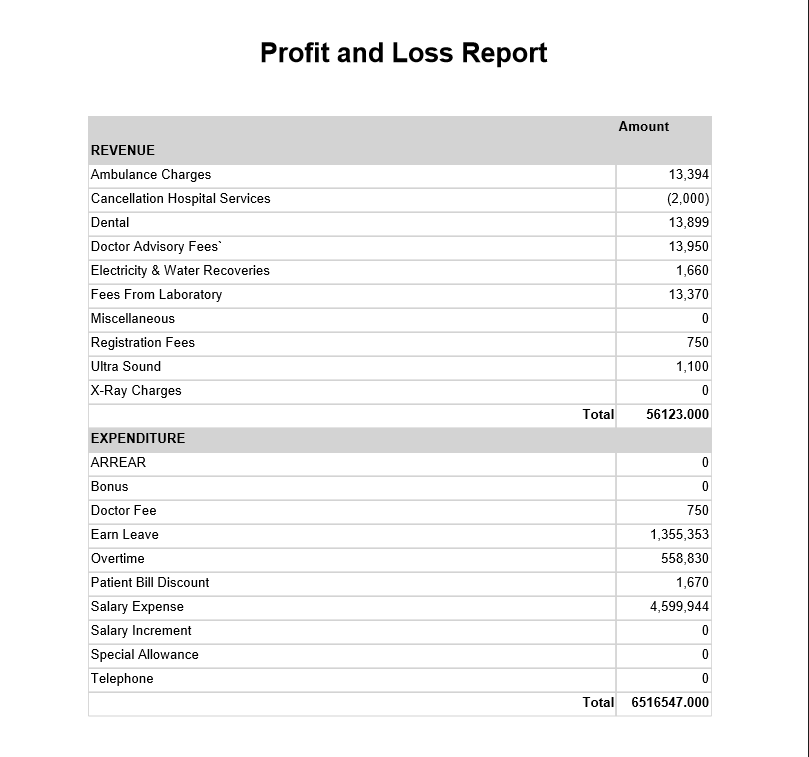 Profit and Loss Report
Amount
REVENUE
Ambulance Charges 13,394
Cancellation Hospital Services (2,000)
Dental 13,899
Doctor Advisory Fees` 13,950
Electricity & Water Recoveries 1,660
Fees From Laboratory 13,370
Miscellaneous 0
Registration Fees 750
Ultra Sound 1,100
X-Ray Charges 0
Total 56123.000
EXPENDITURE
ARREAR 0
Bonus 0
Doctor Fee 750
Earn Leave 1,355,353
Overtime 558,830
Patient Bill Discount 1,670
Salary Expense 4,599,944
Salary Increment 0
Special Allowance 0
Telephone 0
Total 6516547.000